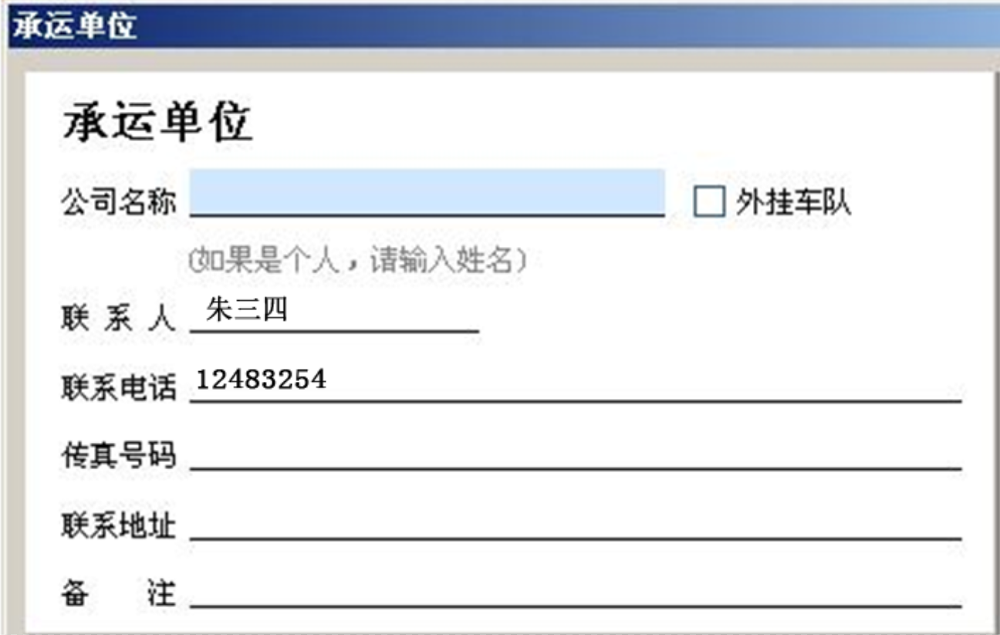 承运单位
承运单位
公司名称 外挂车队
(如果是个人，请输入姓名)
联系人 朱三四
联系电话 12483254
传真号码
联系地址
备注